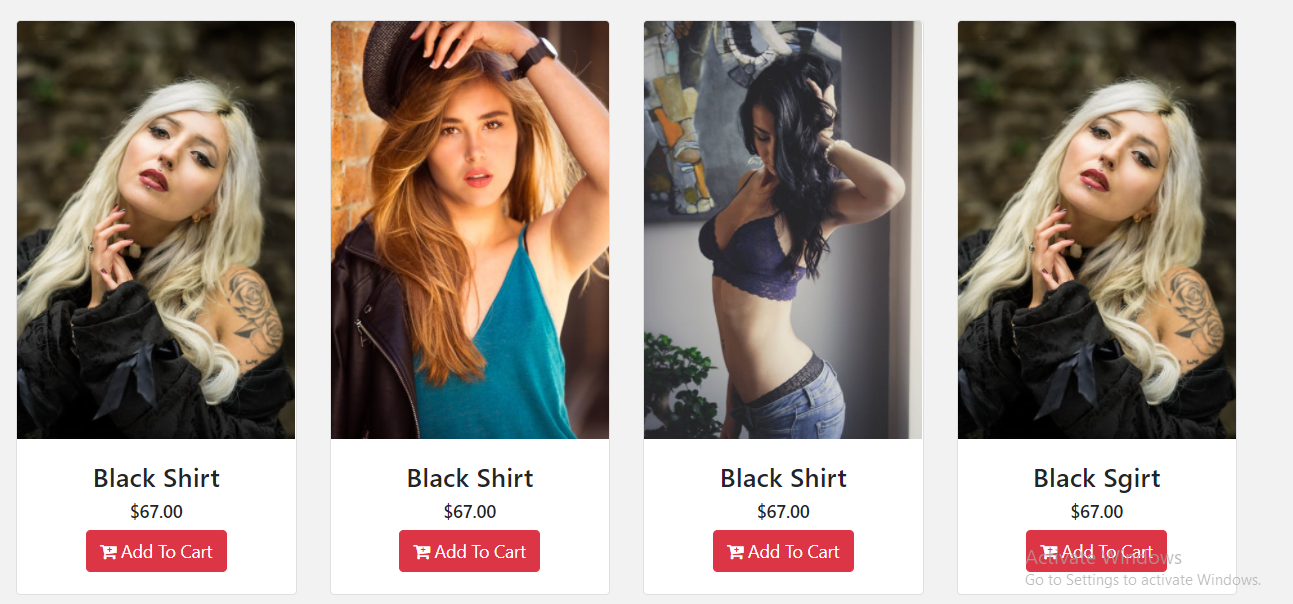 Black Shirt
$67.00
Add To Cart
Black Shirt
$67.00
Add To Cart
Black Shirt
$67.00
Add To Cart
Black Sgirt
$67.00
Add To Cart
Activate Windows
Go to Settings to activate Windows.